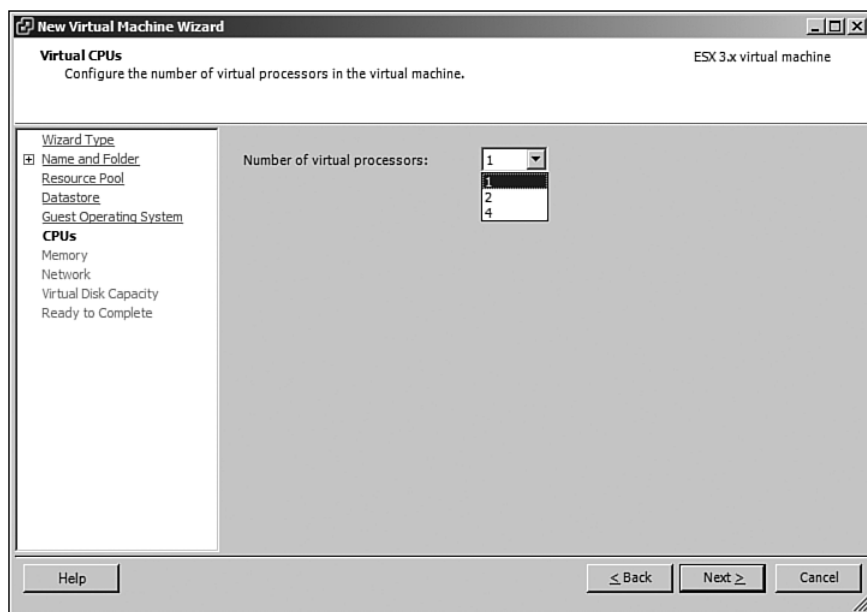 New Virtual Machine Wizard
Virtual CPUs
Configure the number of virtual processors in the virtual machine.
ESX 3.x virtual machine
Wizard Type
Name and Folder
Resource Pool
Datastore
Guest Operating System
CPUs
Memory
Network
Virtual Disk Capacity
Ready to Complete
Number of virtual processors:
1
1
2
4
Help
< Back
Next >
Cancel